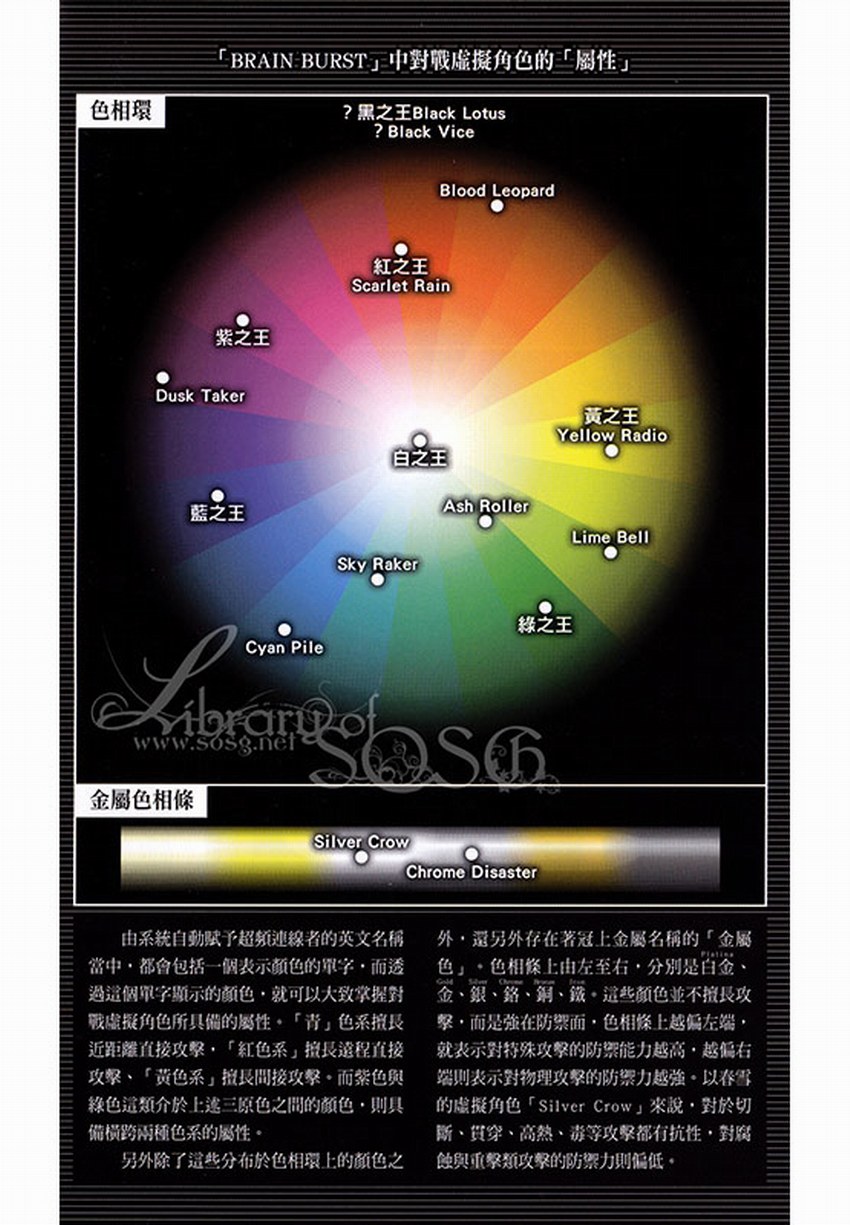 「BRAIN BURST」中對戰虛擬角色的「屬性」
色相環
？黑之王Black Lotus
？Black Vice
Blood Leopard
紅之王
Scarlet Rain
紫之王
Dusk Taker
黃之王
Yellow Radio
白之王
藍之王
Ash Roller
Lime Bell
Sky Raker
綠之王
Cyan Pile
Library of
www.sosg.net
SOSG
金屬色相條
Silver Crow
Chrome Disaster
由系統自動賦予超頻連線者的英文名稱
當中，都會包括一個表示顏色的單字，而透
過這個單字顯示的顏色，就可以大致掌握對
戰虛擬角色所具備的屬性。「青」色系擅長
近距離直接攻擊，「紅色系」擅長遠程直接
攻擊、「黃色系」擅長間接攻擊。而紫色與
綠色這類介於上述三原色之間的顏色，則具
備橫跨兩種色系的屬性。
另外除了這些分布於色相環上的顏色之
外，還另外存在著冠上金屬名稱的「金屬
Platina
色」。色相條上由左至右，分別是白金、
Gold Silver Chrome Bronze Iron
金、銀、鉻、銅、鐵。這些顏色並不擅長攻
擊，而是強在防禦面，色相條上越偏左端，
就表示對特殊攻擊的防禦能力越高，越偏右
端則表示對物理攻擊的防禦力越強。以春雪
的虛擬角色「Silver Crow」來說，對於切
斷、貫穿、高熱、毒等攻擊都有抗性，對腐
蝕與重擊類攻擊的防禦力則偏低。